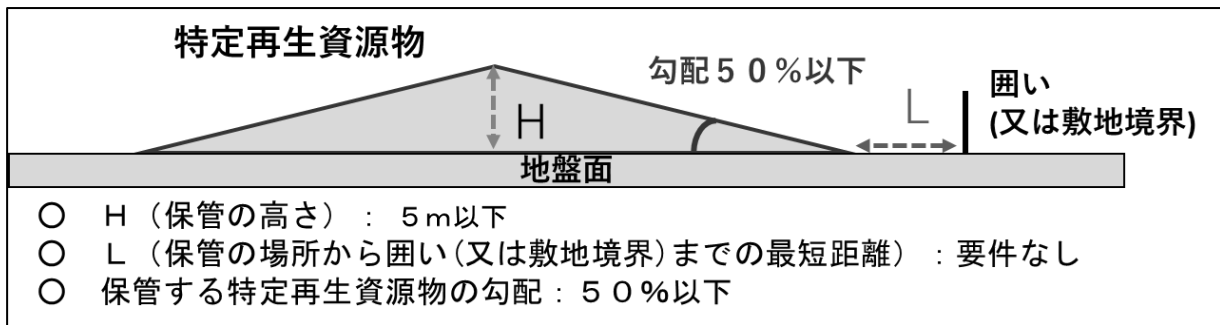 特定再生資源物
勾配５０％以下
H
L
囲い
(又は敷地境界)
地盤面
○　Ｈ（保管の高さ）：５ｍ以下
○　Ｌ（保管の場所から囲い(又は敷地境界)までの最短距離）：要件なし
○　保管する特定再生資源物の勾配：５０％以下